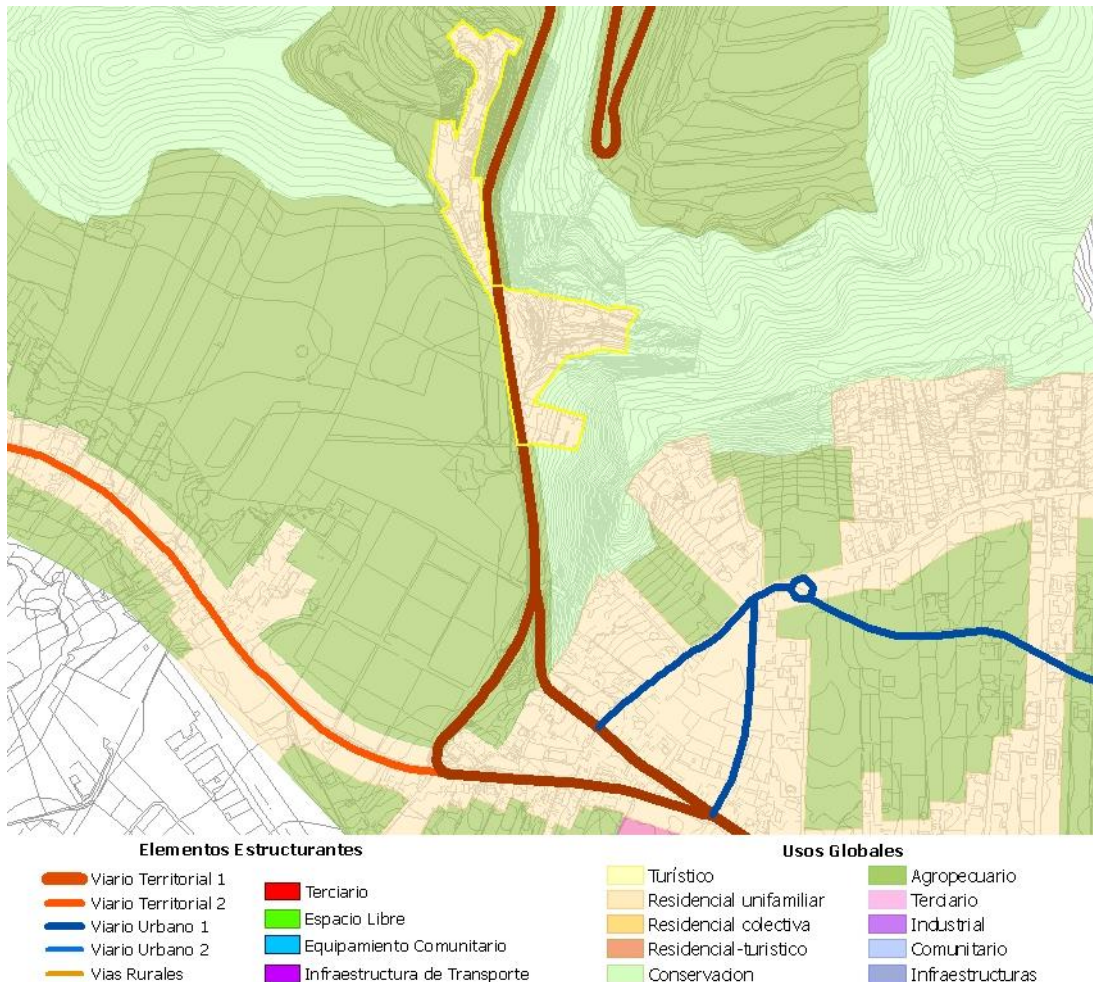 Elementos Estructurantes
Viario Territorial 1
Viario Territorial 2
Viario Urbano 1
Viario Urbano 2
Vias Rurales
Terciario
Espacio Libre
Equipamiento Comunitario
Infraestructura de Transporte
Usos Globales
Turístico
Residencial unifamiliar
Residencial colectiva
Residencial-turistico
Conservacion
Agropecuario
Terciario
Industrial
Comunitario
Infraestructuras